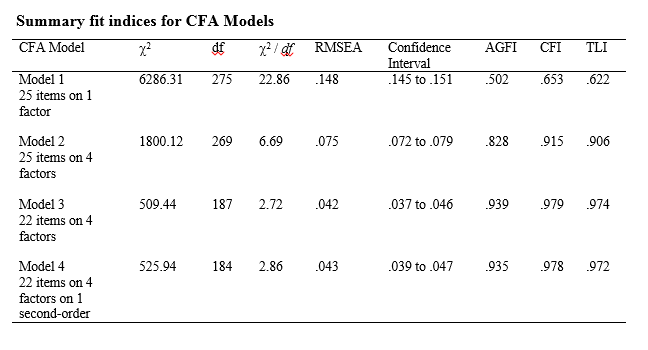 Summary fit indices for CFA Models
CFA Model χ² df χ² / df RMSEA Confidence Interval AGFI CFI TLI
Model 1 6286.31 275 22.86 .148 .145 to .151 .502 .653 .622
25 items on 1
factor
Model 2 1800.12 269 6.69 .075 .072 to .079 .828 .915 .906
25 items on 4
factors
Model 3 509.44 187 2.72 .042 .037 to .046 .939 .979 .974
22 items on 4
factors
Model 4 525.94 184 2.86 .043 .039 to .047 .935 .978 .972
22 items on 4
factors on 1
second-order